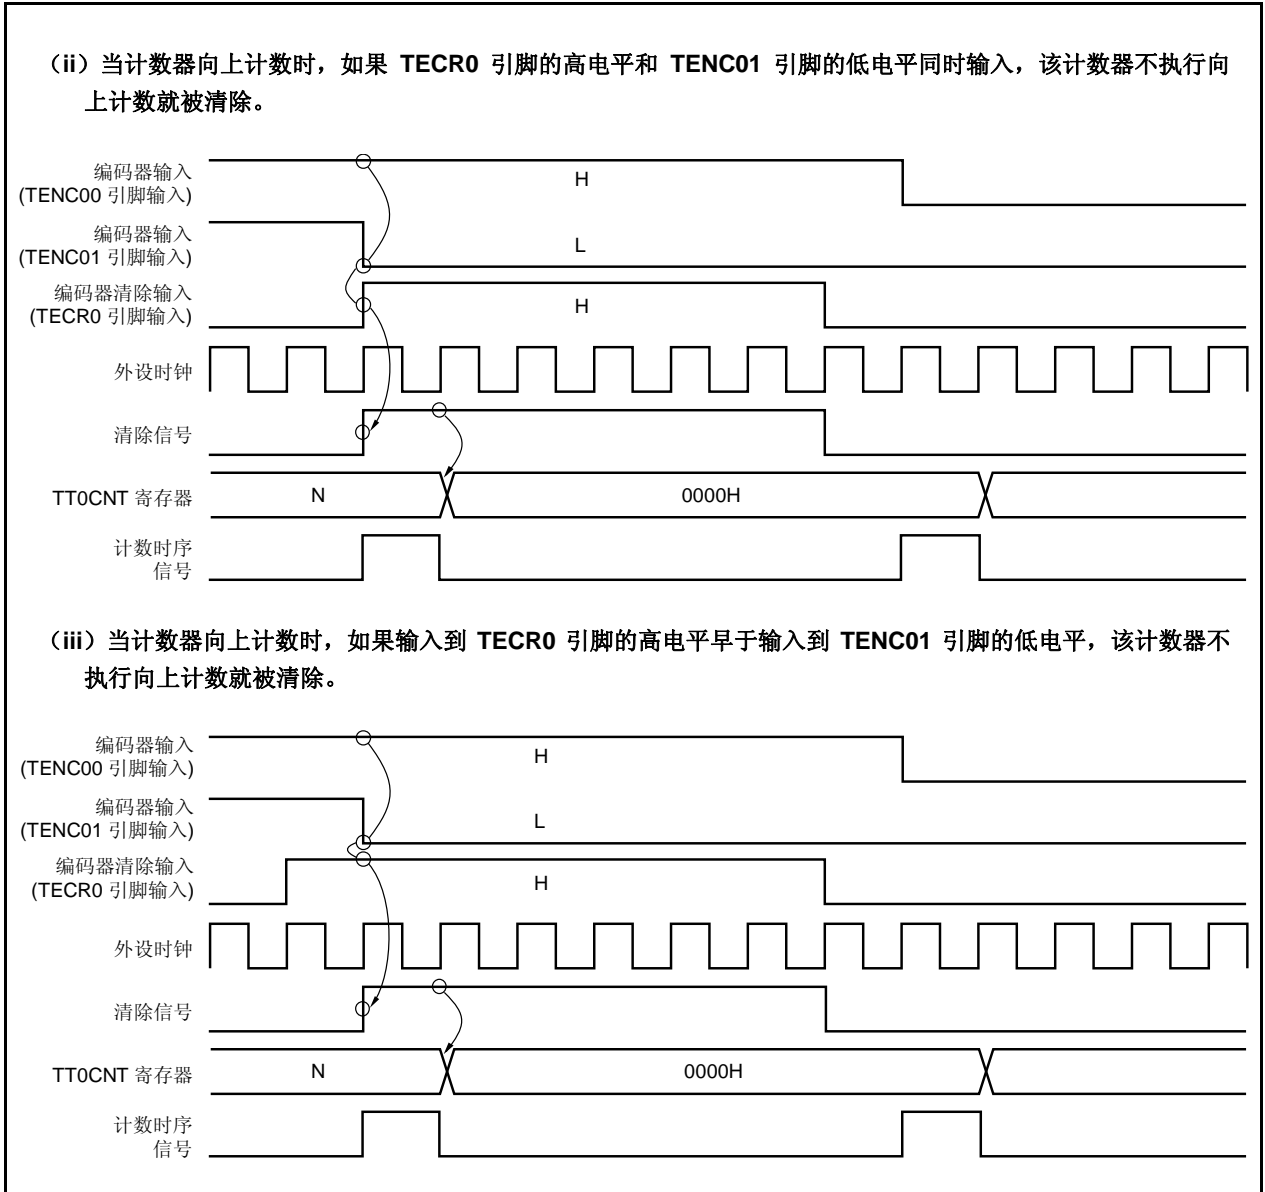 （ii）当计数器向上计数时，如果 TECR0 引脚的高电平和 TENC01 引脚的低电平同时输入，该计数器不执行向
上计数就被清除。
编码器输入
(TENC00 引脚输入)
H
编码器输入
(TENC01 引脚输入)
L
编码器清除输入
(TECR0 引脚输入)
H
外设时钟
清除信号
TT0CNT 寄存器
N
0000H
计数时序
信号
（iii）当计数器向上计数时，如果输入到 TECR0 引脚的高电平早于输入到 TENC01 引脚的低电平，该计数器不
执行向上计数就被清除。
编码器输入
(TENC00 引脚输入)
H
编码器输入
(TENC01 引脚输入)
L
编码器清除输入
(TECR0 引脚输入)
H
外设时钟
清除信号
TT0CNT 寄存器
N
0000H
计数时序
信号